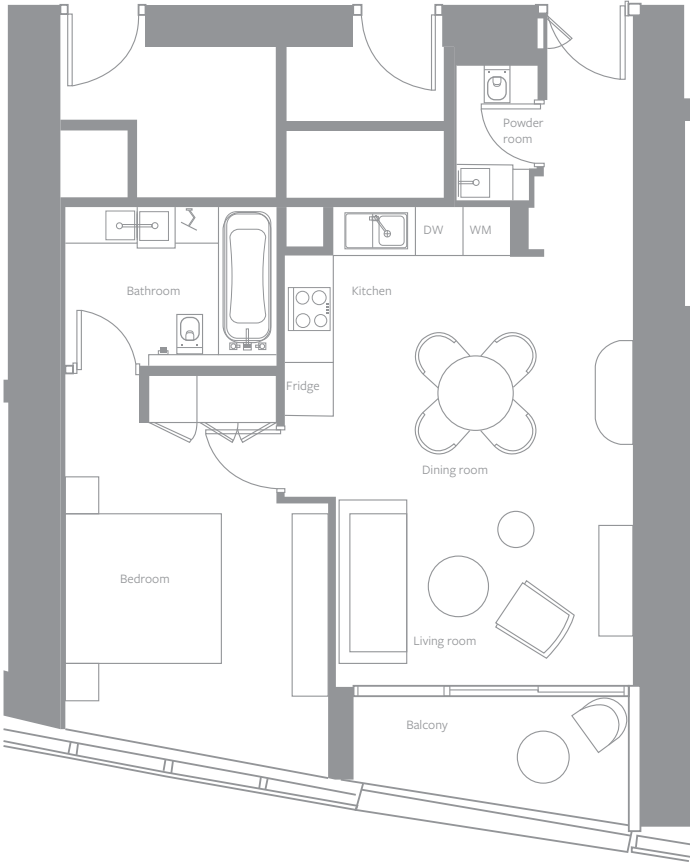 Powder
room
DW
WM
Bathroom
Kitchen
Fridge
Dining room
Bedroom
Living room
Balcony